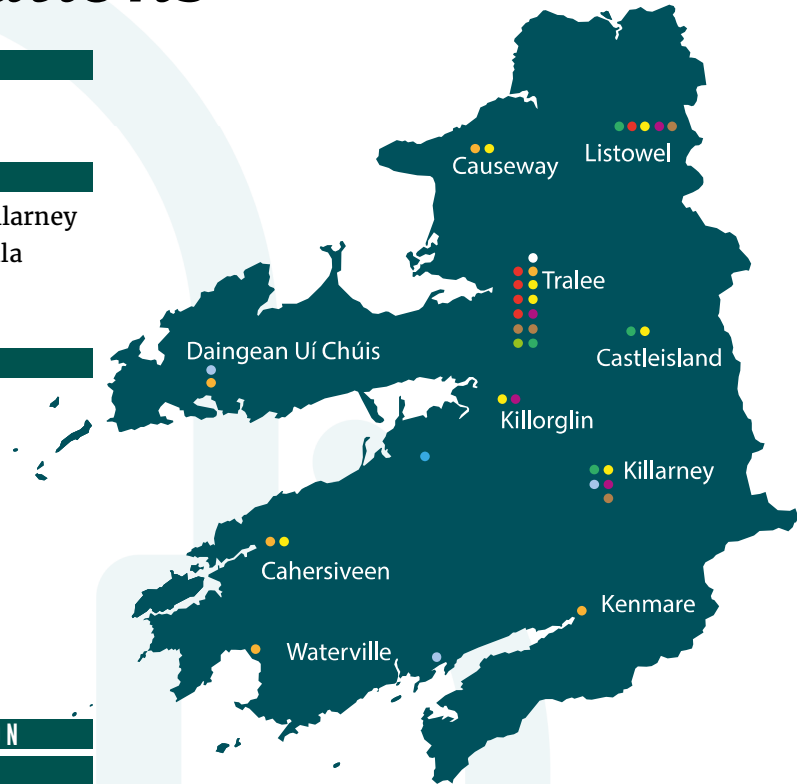 larney
la
N
Causeway
Listowel
Tralee
Daingean Uí Chúis
Castleisland
Killorglin
Killarney
Cahersiveen
Kenmare
Waterville